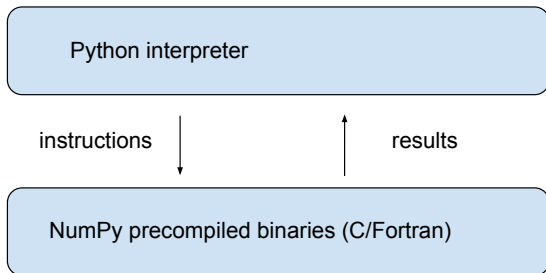 Python interpreter
instructions
results
NumPy precompiled binaries (C/Fortran)